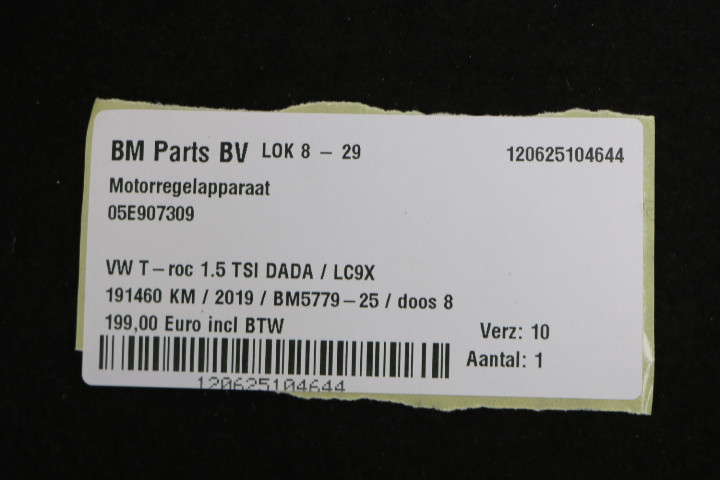 BM Parts BV LOK 8 - 29 120625104644
Motorregelapparaat
05E907309
VW T-roc 1.5 TSI DADA / LC9X
191460 KM / 2019 / BM5779-25 / doos 8
199,00 Euro incl BTW Verz: 10
Aantal: 1
120625104644